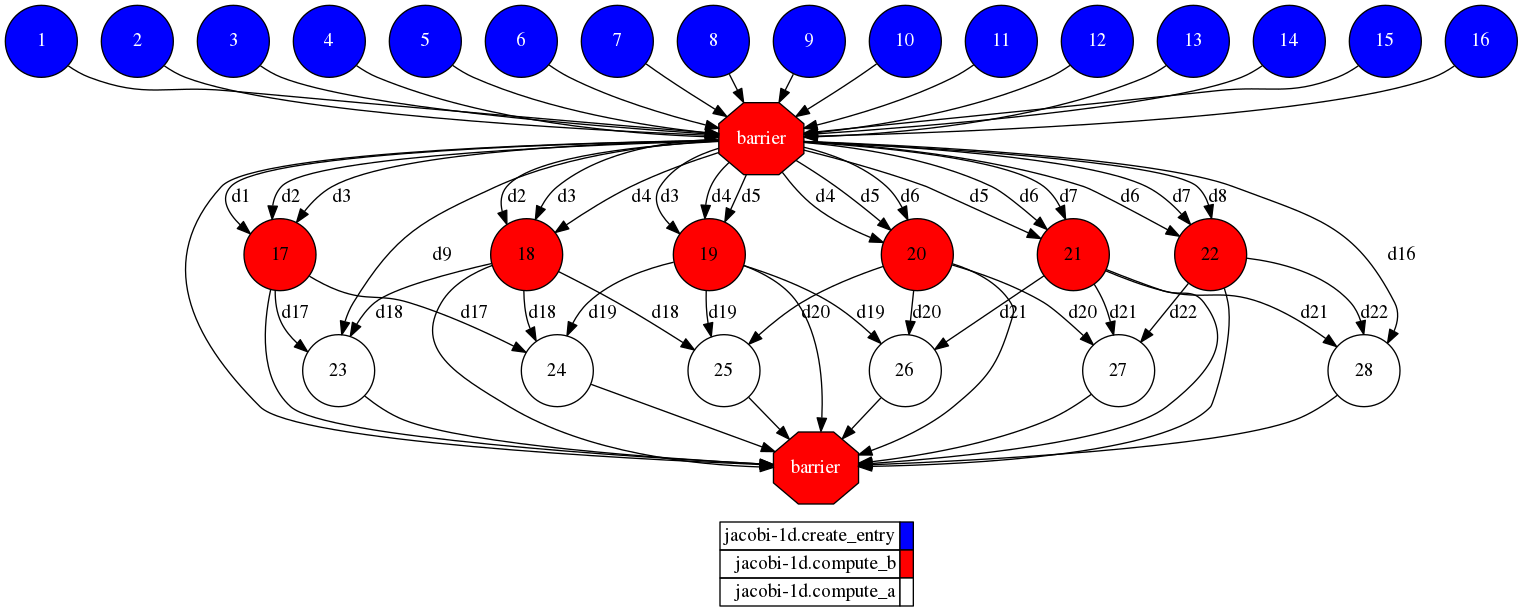 1 2 3 4 5 6 7 8 9 10 11 12 13 14 15 16
barrier
d1 d2 d3 d2 d3 d4 d3 d4 d5 d4 d5 d6 d5 d6 d7 d6 d7 d8
17 18 19 20 21 22
d9 d16
d17 d18 d17 d18 d18 d19 d19 d20 d19 d20 d21 d20 d21 d22 d21 d22
23 24 25 26 27 28
barrier
jacobi-1d.create_entry
jacobi-1d.compute_b
jacobi-1d.compute_a